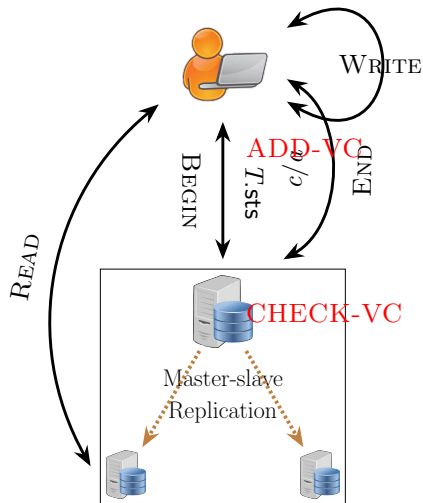 WRITE
ADD-VC
BEGIN
T.sts
c/a
END
READ
CHECK-VC
Master-slave
Replication